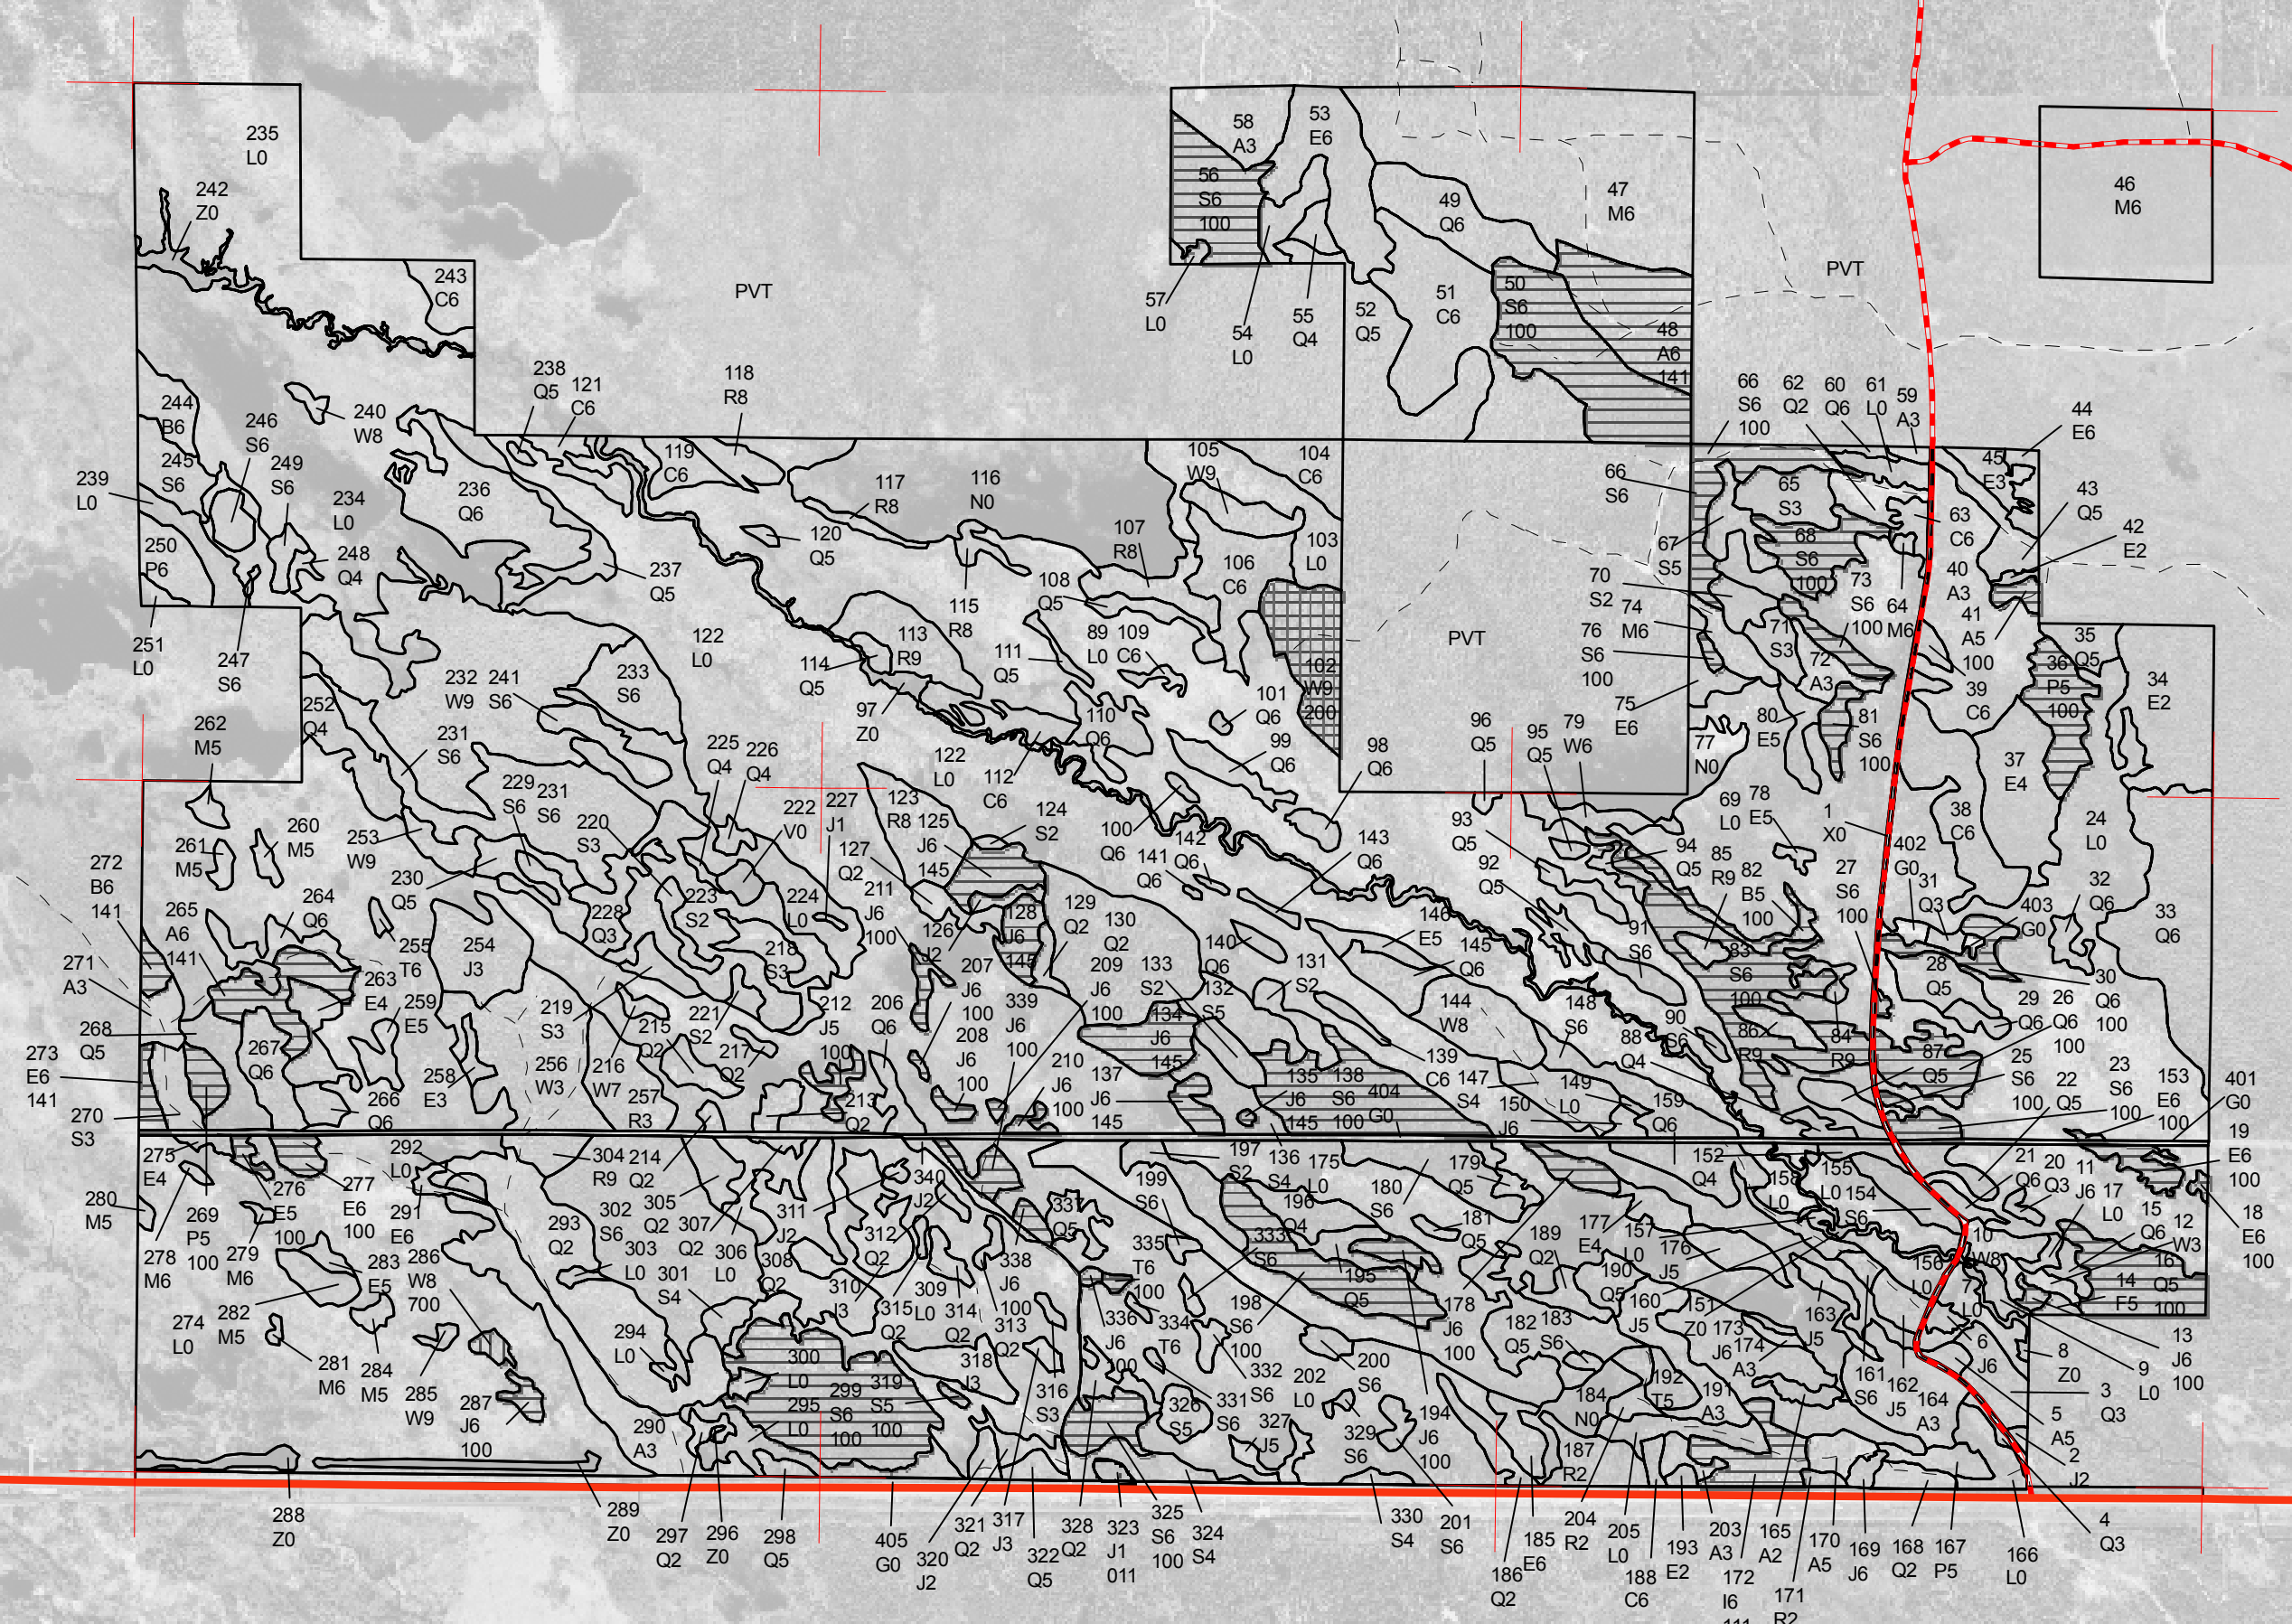 235
L0
242
Z0
243
C6
PVT
58
A3
53
E6
56
S6
100
49
Q6
47
M6
46
M6
PVT
57
L0
54
L0
55
Q4
52
Q5
51
C6
50
S6
100
48
A6
141
238
Q5
121
C6
118
R8
244
B6
245
S6
246
S6
249
S6
240
W8
239
L0
234
L0
236
Q6
119
C6
117
R8
116
N0
105
W9
104
C6
66
S6
100
62
Q2
60
Q6
61
L0
59
A3
44
E6
45
E3
43
Q5
42
E2
66
S6
65
S3
63
C6
67
S5
68
S6
100
250
P6
248
Q4
237
Q5
120
Q5
107
R8
103
L0
106
C6
108
Q5
115
R8
70
S2
74
M6
73
S6
100
64
M6
40
A3
41
A5
100
251
L0
247
S6
122
L0
113
R9
114
Q5
111
Q5
89
L0
109
C6
PVT
76
S6
100
71
S3
72
A3
39
C6
35
Q5
36
P5
100
34
E2
232
W9
241
S6
233
S6
252
Q4
262
M5
231
S6
97
Z0
110
Q6
101
Q6
102
W9
200
99
Q6
98
Q6
96
Q5
95
Q5
79
W6
75
E6
77
N0
80
E5
81
S6
100
37
E4
122
L0
112
C6
225
Q4
226
Q4
229
S6
231
S6
220
S3
222
V0
227
J1
123
R8
125
J6
145
124
S2
127
Q2
100
Q6
142
Q6
141
Q6
143
Q6
93
Q5
92
Q5
94
Q5
85
R9
82
B5
100
69
L0
78
E5
1
X0
27
S6
100
402
G0
38
C6
24
L0
31
Q3
32
Q6
403
G0
33
Q6
272
B6
141
261
M5
260
M5
253
W9
230
Q5
265
A6
141
264
Q6
255
T6
254
J3
228
Q3
223
S2
224
L0
218
S3
211
J6
100
126
J2
128
J6
145
129
Q2
130
Q2
140
Q6
146
E5
145
Q6
91
S6
83
S6
100
28
Q5
30
Q6
100
271
A3
268
Q5
263
E4
259
E5
267
Q6
266
Q6
258
E3
219
S3
256
W3
216
W7
257
R3
215
Q2
221
S2
217
Q2
212
J5
100
206
Q6
207
J6
100
208
J6
100
339
J6
100
209
J6
100
210
J6
100
213
Q2
133
S2
132
S5
131
S2
134
J6
145
137
J6
145
144
W8
148
S6
139
C6
135
J6
145
138
S6
100
404
G0
147
S4
149
L0
150
J6
90
S6
88
Q4
86
R9
84
R9
87
Q5
29
Q6
26
Q6
100
25
S6
100
22
Q5
23
S6
100
153
E6
100
401
G0
159
Q6
273
E6
141
270
S3
275
E4
280
M5
278
M6
269
P5
100
279
M6
276
E5
100
277
E6
100
292
L0
291
E6
304
R9
214
Q2
305
Q2
307
Q2
302
S6
303
L0
293
Q2
306
L0
311
J2
340
J2
312
Q2
308
Q2
310
J3
309
L0
338
J6
100
337
Q5
199
S6
197
S2
136
S4
175
L0
196
Q4
180
S6
179
Q5
181
Q5
152
Q4
158
L0
155
L0
154
S6
21
Q6
20
Q3
11
J6
17
L0
19
E6
100
18
E6
100
15
Q6
12
W3
10
W8
16
Q5
100
14
F5
274
L0
282
M5
283
E5
286
W8
700
281
M6
284
M5
285
W9
287
J6
100
301
S4
294
L0
300
L0
299
S6
100
319
S5
100
295
L0
290
A3
315
Q2
314
Q2
313
Q2
318
J3
316
S3
335
T6
100
336
J6
100
334
T6
333
S6
198
S6
195
Q5
332
S6
331
S6
326
S5
327
J5
202
L0
200
S6
329
S6
194
J6
100
178
J6
100
189
Q2
177
E4
157
L0
176
J5
190
Q5
160
J5
151
Z0
173
J6
174
A3
182
Q5
183
S6
163
J5
156
L0
7
L0
6
J6
161
S6
162
J5
164
A3
184
N0
192
T5
191
A3
187
R2
8
Z0
9
L0
13
J6
100
3
Q3
5
A5
2
J2
288
Z0
289
Z0
297
Q2
296
Z0
298
Q5
405
G0
320
J2
321
Q2
317
J3
322
Q5
328
Q2
323
J1
011
325
S6
100
324
S4
330
S4
201
S6
186
Q2
185
E6
204
R2
205
L0
188
C6
193
E2
203
A3
172
I6
111
165
A2
171
R2
170
A5
169
J6
168
Q2
167
P5
166
L0
4
Q3